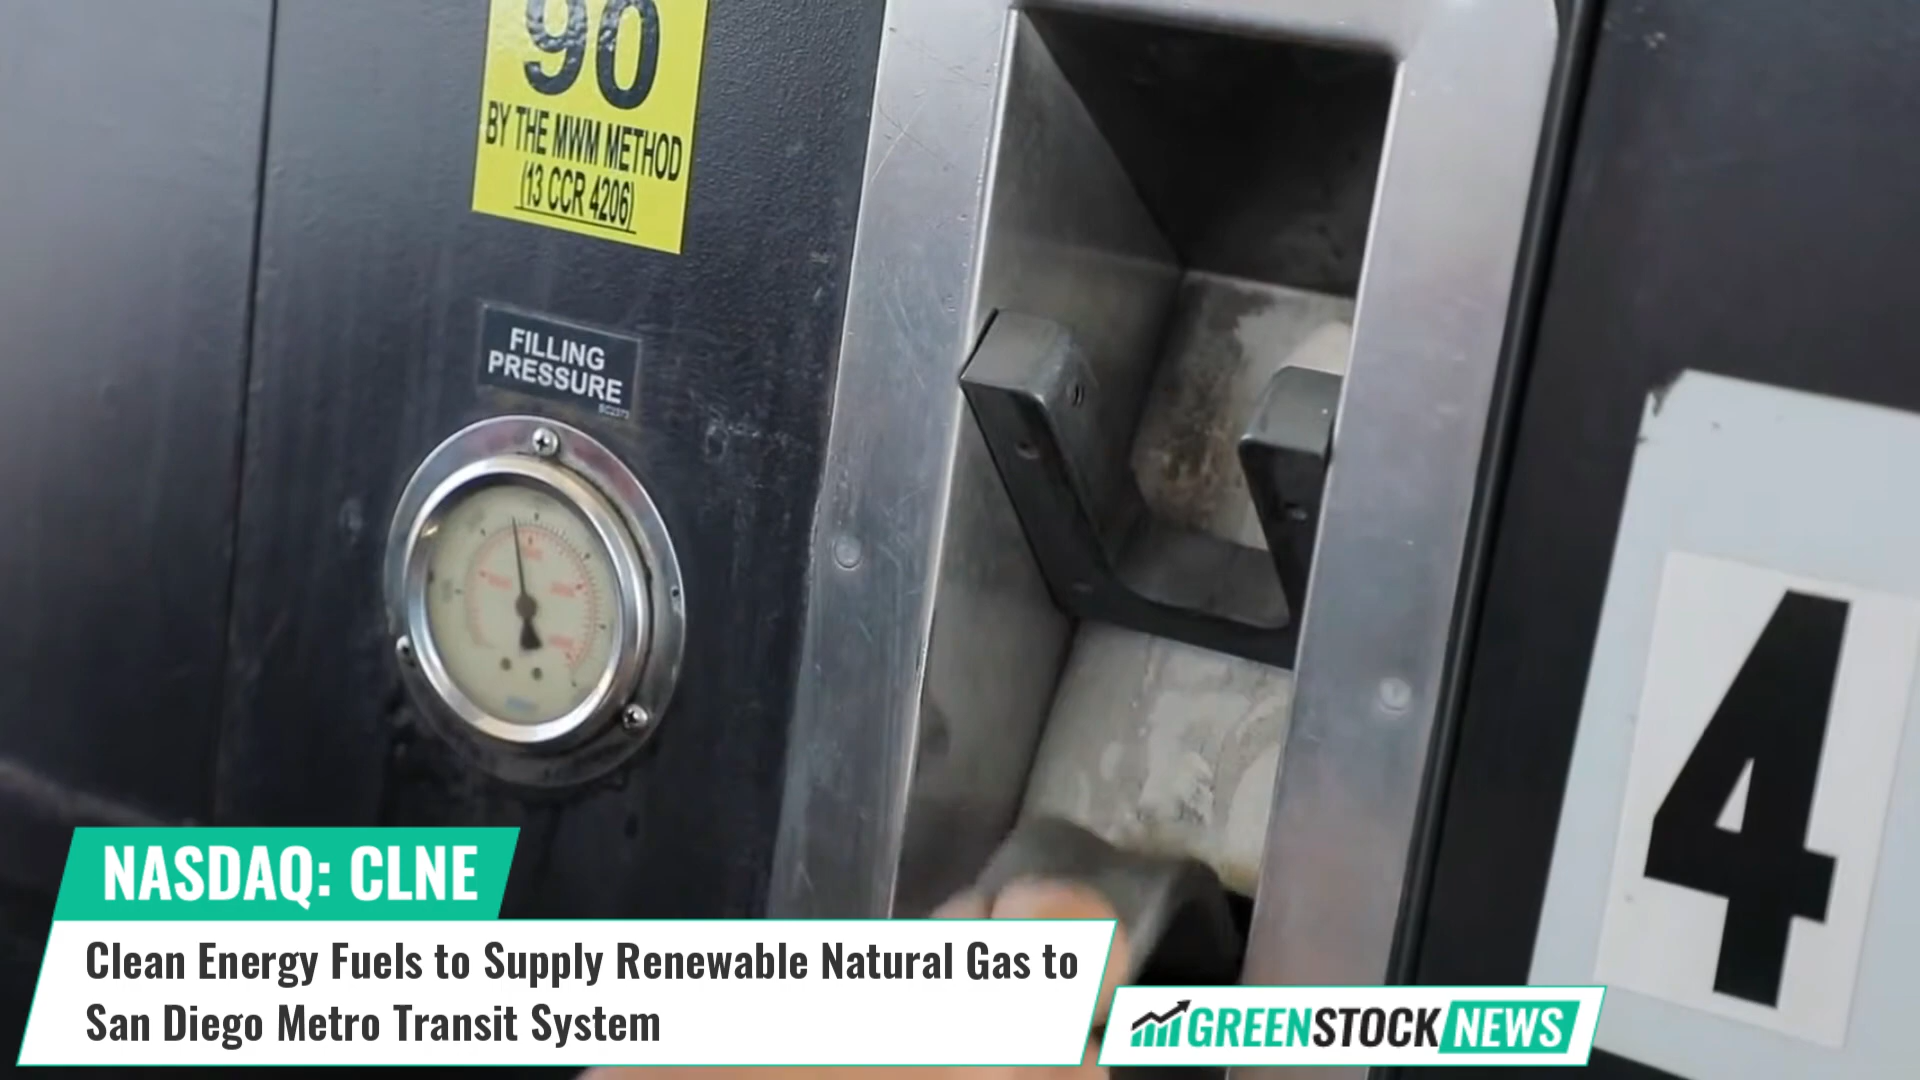 90
BY THE MWM METHOD
(13 CCR 4206)
FILLING
PRESSURE
4
NASDAQ: CLNE
Clean Energy Fuels to Supply Renewable Natural Gas to
San Diego Metro Transit System
GREENSTOCK NEWS